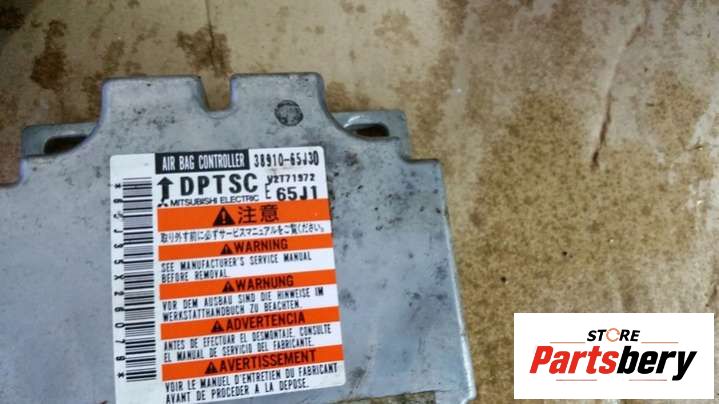 AIR BAG CONTROLLER 38910-65J30
DPTSC V2T71972
MITSUBISHI ELECTRIC E 65J1
注意
取り外す前に必ずサービスマニュアルをご覧ください。
WARNING
SEE MANUFACTURER'S SERVICE MANUAL
BEFORE REMOVAL.
WARNUNG
VOR DEM AUSBAU SIND DIE HINWEISE IM
WERKSTATTHANDBUCH ZU BEACHTEN.
ADVERTENCIA
ANTES DE EFECTUAR EL DESMONTAJE, CONSULTE
EL MANUAL DE SERVICIO DEL FABRICANTE.
AVERTISSEMENT
VOIR LE MANUEL D'ENTRETIEN DU FABRICANT
AVANT DE PROCEDER A LA DEPOSE.
STORE
Partsbery